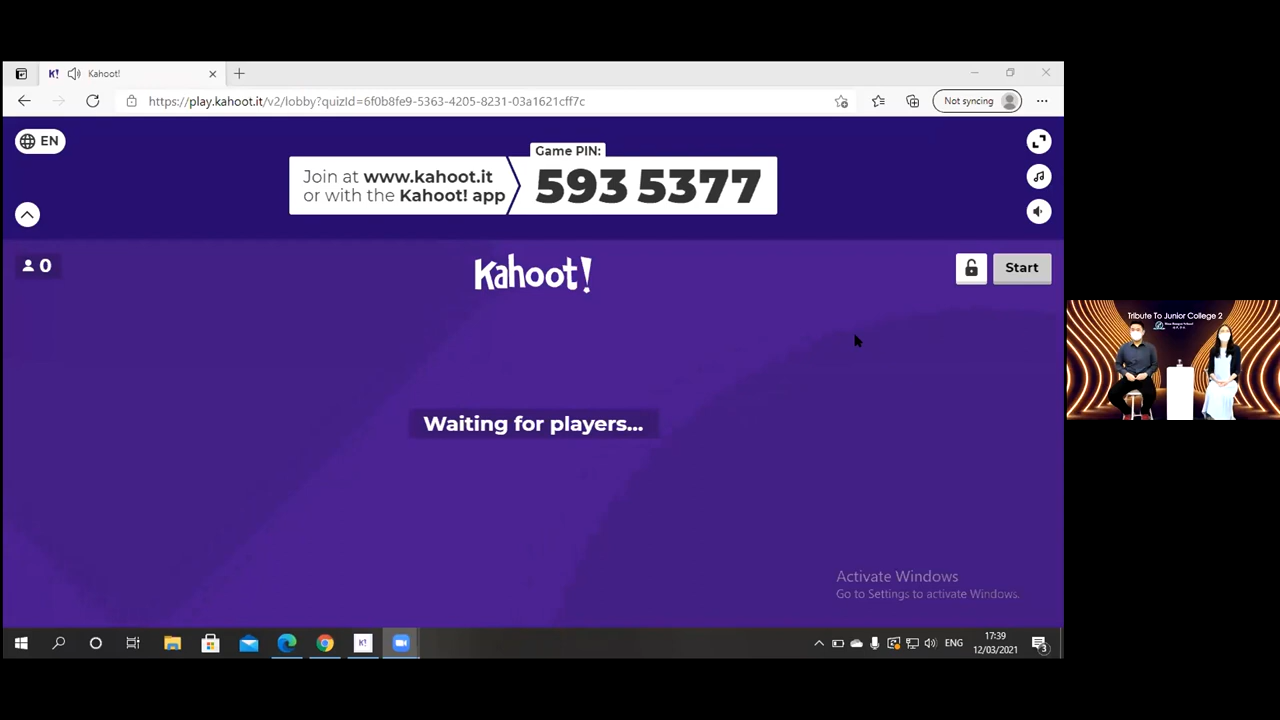 Kahoot!
https://play.kahoot.it/v2/lobby?quizId=6f0b8fe9-5363-4205-8231-03a1621cff7c
Not syncing
EN
Join at www.kahoot.it
or with the Kahoot! app
Game PIN:
593 5377
0
Kahoot!
Start
Waiting for players...
Activate Windows
Go to Settings to activate Windows.
ENG
17:39
12/03/2021
3
Tribute To Junior College 2